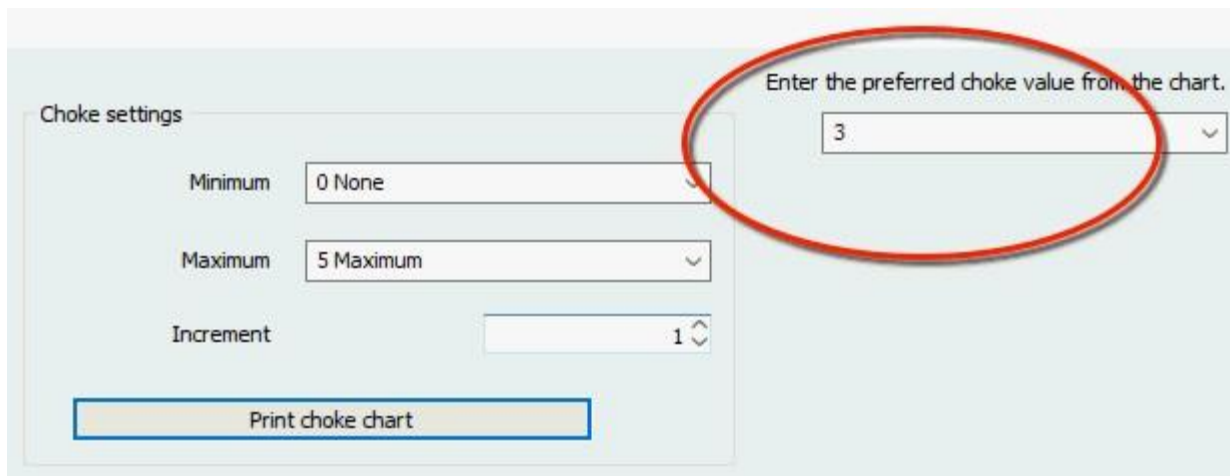 Enter the preferred choke value from the chart.
3
Choke settings
Minimum 0 None
Maximum 5 Maximum
Increment 1
Print choke chart